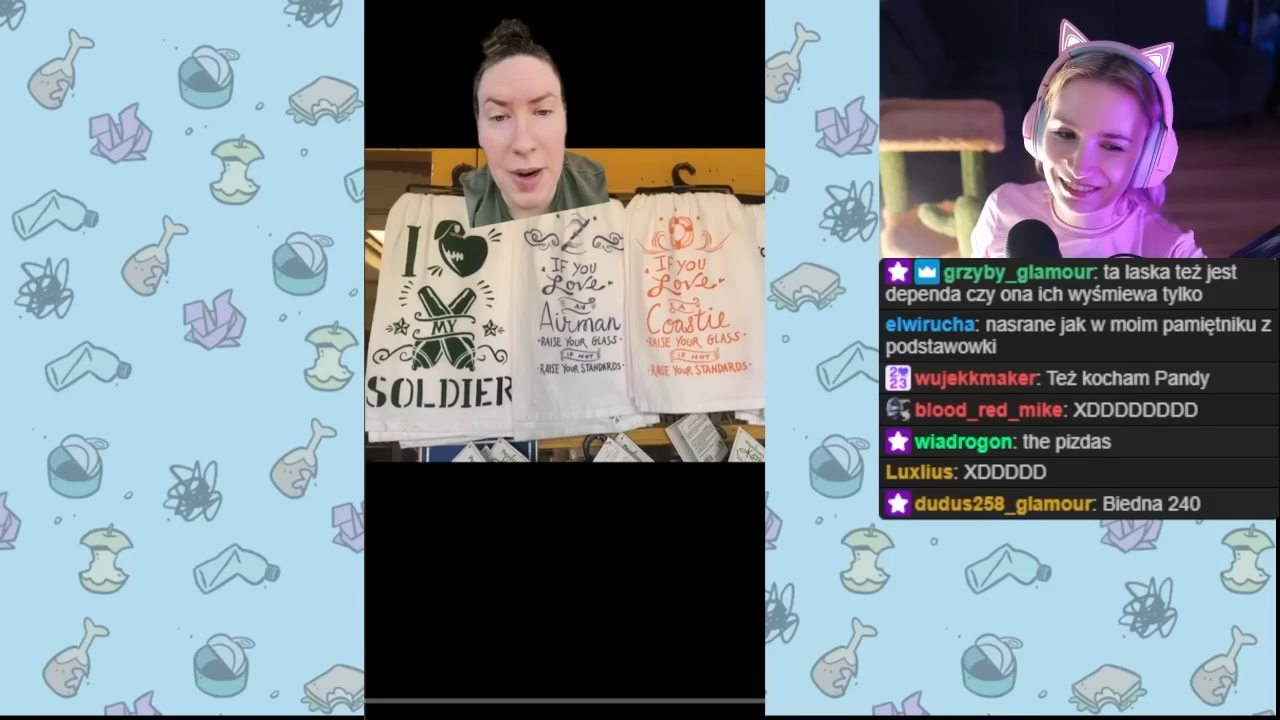 I
MY
SOLDIER
IF YOU
Love
AN
Airman
RAISE YOUR GLASS
IF NOT
RAISE YOUR STANDARDS
IF YOU
Love
A
Coastie
RAISE YOUR GLASS
IF NOT
RAISE YOUR STANDARDS
grzyby_glamour: ta laska też jest
dependa czy ona ich wyśmiewa tylko
elwirucha: nasrane jak w moim pamiętniku z
podstawowki
wujekkmaker: Też kocham Pandy
blood_red_mike: XDDDDDDDD
wiadrogon: the pizdas
Luxlius: XDDDDD
dudus258_glamour: Biedna 240